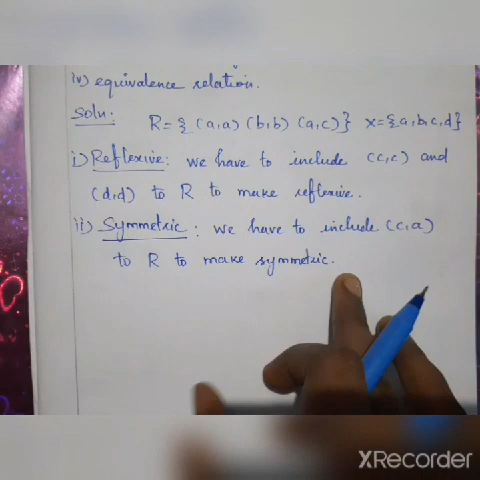 iv) equivalence relation.
Soln:
R = { (a,a) (b,b) (a,c) } X = {a,b,c,d}
i) Reflexive: we have to include (c,c) and
(d,d) to R to make reflexive.
ii) Symmetric : we have to include (c,a)
to R to make symmetric.
XRecorder